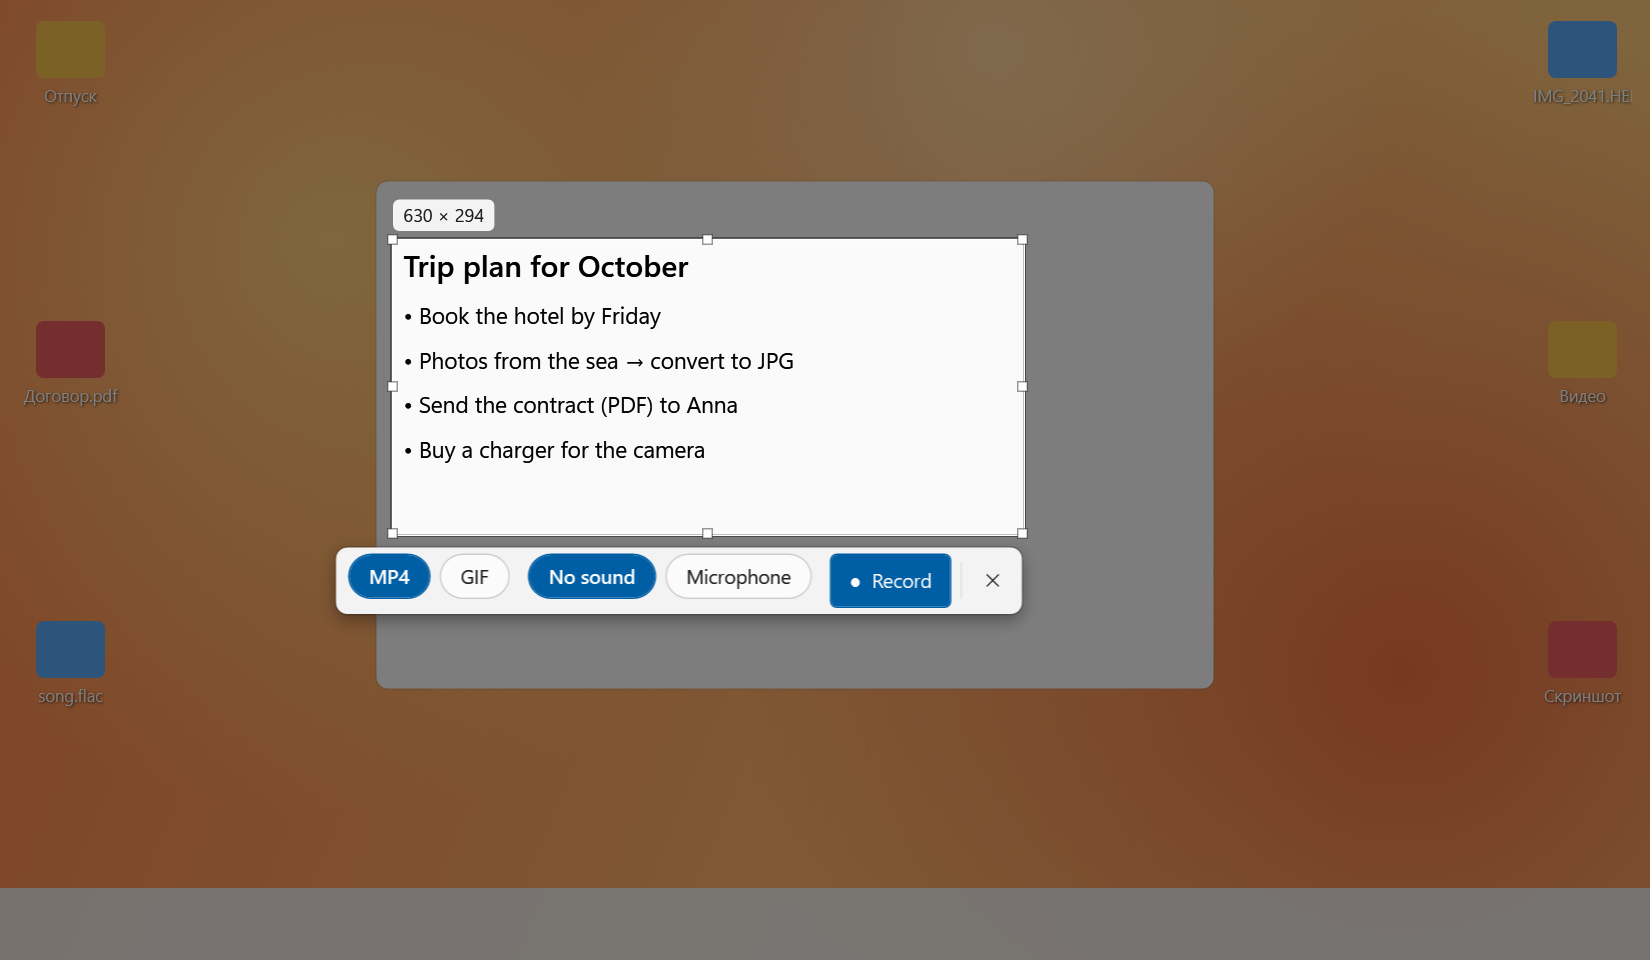 Отпуск
IMG_2041.HEI
630 × 294
Trip plan for October
• Book the hotel by Friday
• Photos from the sea → convert to JPG
• Send the contract (PDF) to Anna
• Buy a charger for the camera
Договор.pdf
Видео
MP4 GIF No sound Microphone ● Record ×
song.flac
Скриншот